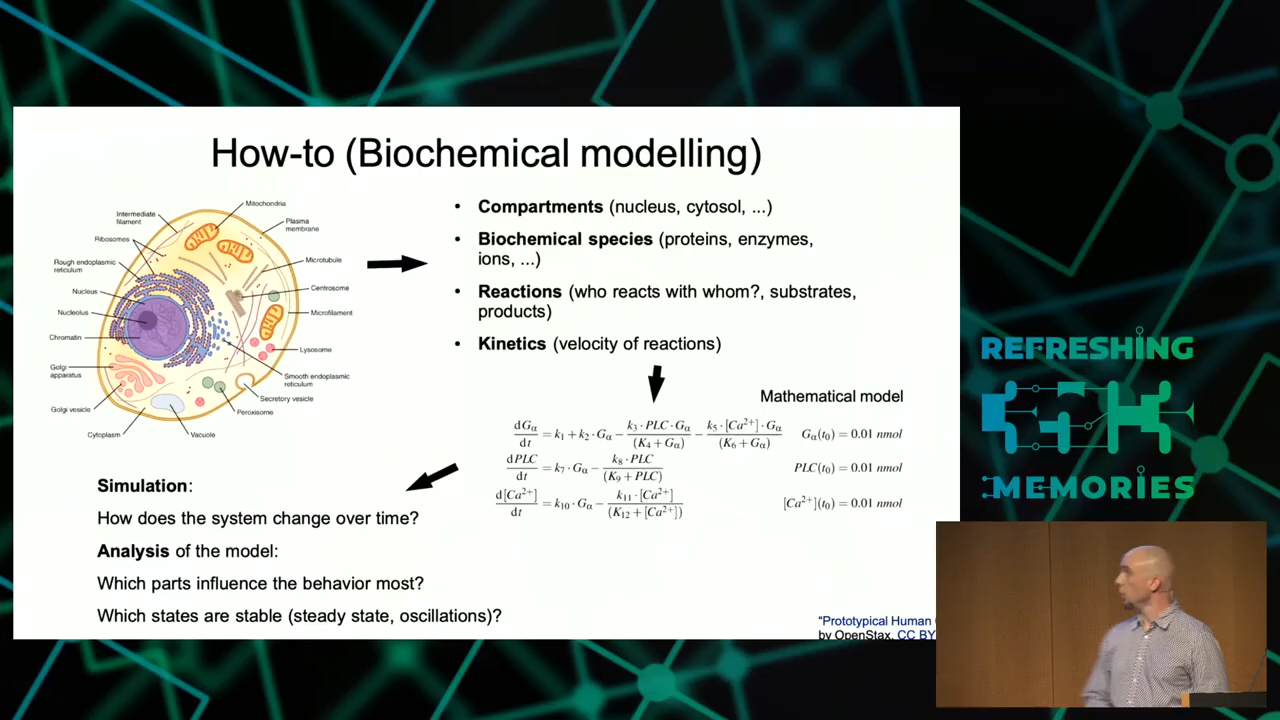 How-to (Biochemical modelling)
Mitochondria
Intermediate
filament
Plasma
membrane
Ribosomes
Rough endoplasmic
reticulum
Microtubule
Nucleus
Centrosome
Nucleolus
Microfilament
Chromatin
Lysosome
Golgi
apparatus
Smooth endoplasmic
reticulum
Golgi vesicle
Secretory vesicle
Peroxisome
Cytoplasm
Vacuole
• Compartments (nucleus, cytosol, ...)
• Biochemical species (proteins, enzymes,
ions, ...)
• Reactions (who reacts with whom?, substrates,
products)
• Kinetics (velocity of reactions)
Mathematical model
dGα/dt = k1 + k2 · Gα − k3·PLC·Gα/(K4+Gα) − k5·[Ca2+]·Gα/(K6+Gα) Gα(t0) = 0.01 nmol
dPLC/dt = k7 · Gα − k8·PLC/(K9+PLC) PLC(t0) = 0.01 nmol
d[Ca2+]/dt = k10 · Gα − k11·[Ca2+]/(K12+[Ca2+]) [Ca2+](t0) = 0.01 nmol
Simulation:
How does the system change over time?
Analysis of the model:
Which parts influence the behavior most?
Which states are stable (steady state, oscillations)?
"Prototypical Human
by OpenStax, CC BY
REFRESHING
MEMORIES